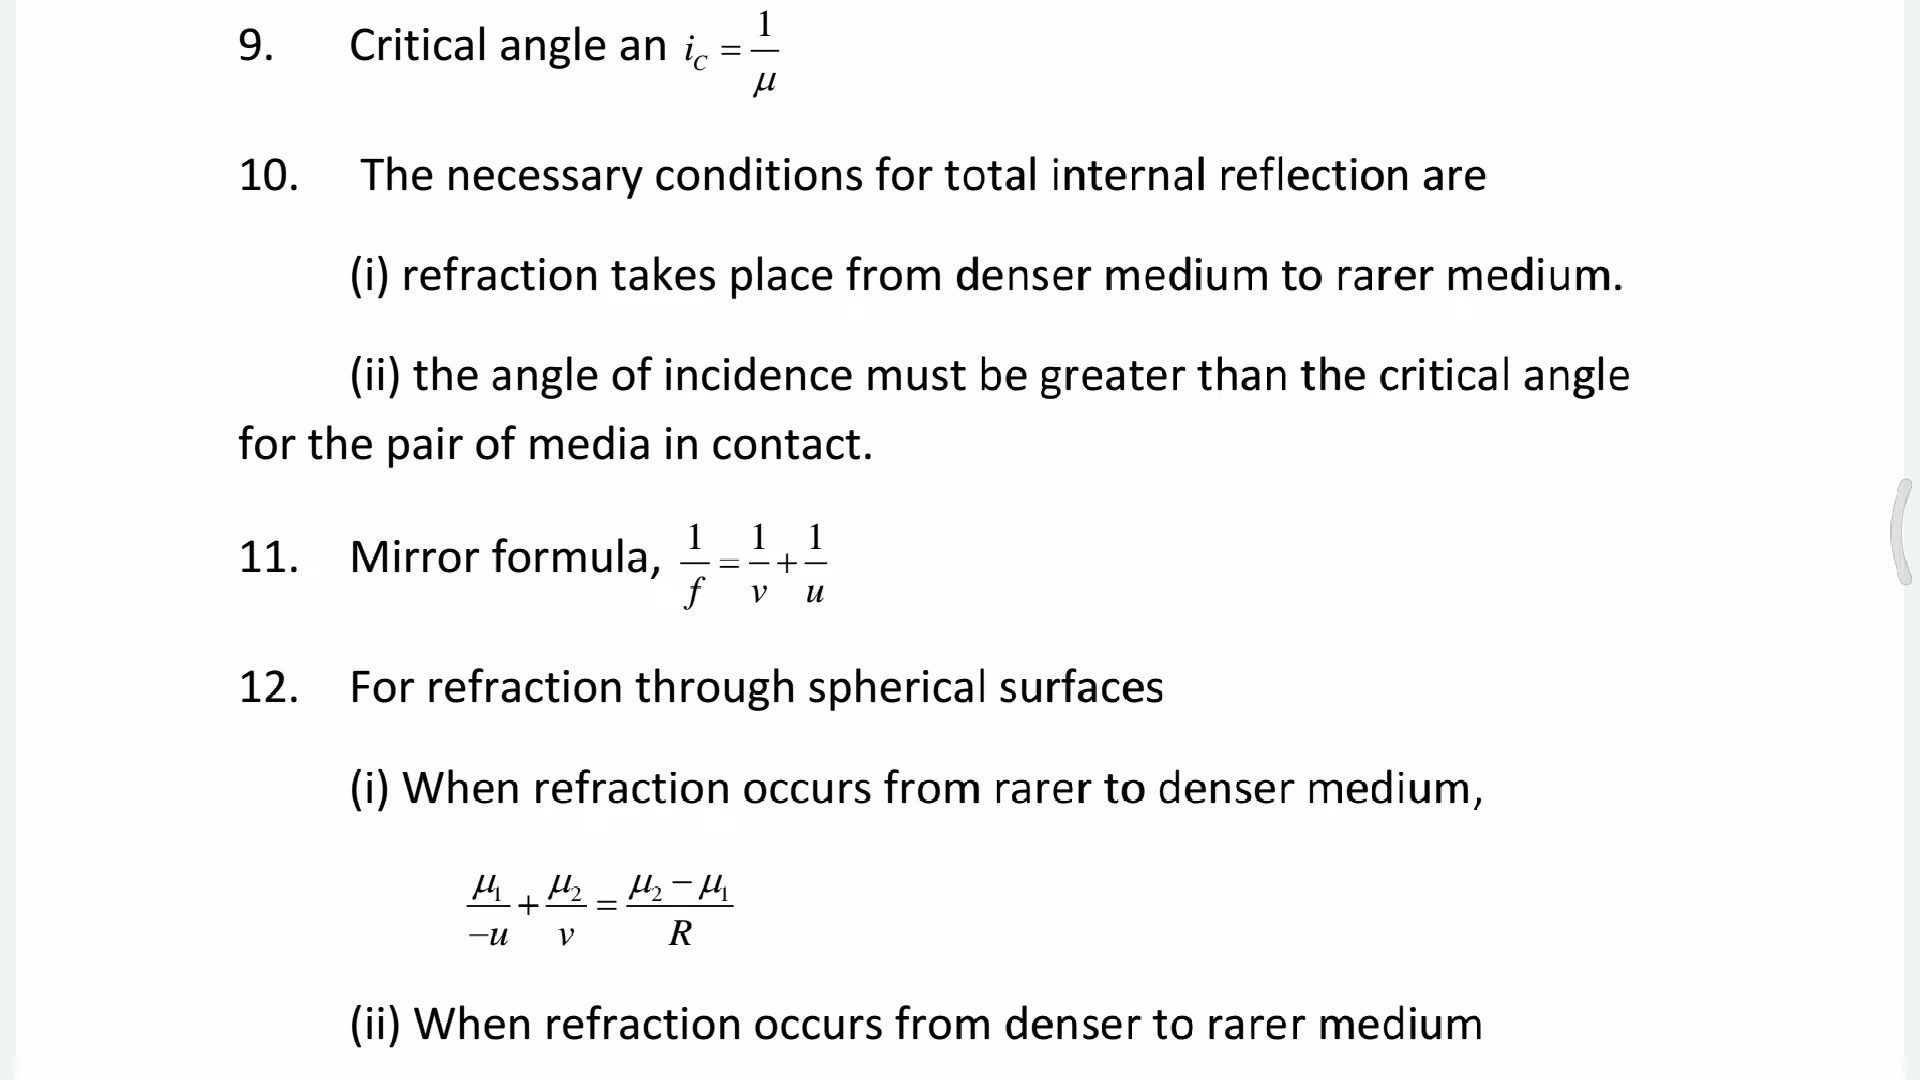 9. Critical angle an i_C = 1/μ
10. The necessary conditions for total internal reflection are
(i) refraction takes place from denser medium to rarer medium.
(ii) the angle of incidence must be greater than the critical angle
for the pair of media in contact.
11. Mirror formula, 1/f = 1/v + 1/u
12. For refraction through spherical surfaces
(i) When refraction occurs from rarer to denser medium,
μ₁/−u + μ₂/v = (μ₂ − μ₁)/R
(ii) When refraction occurs from denser to rarer medium